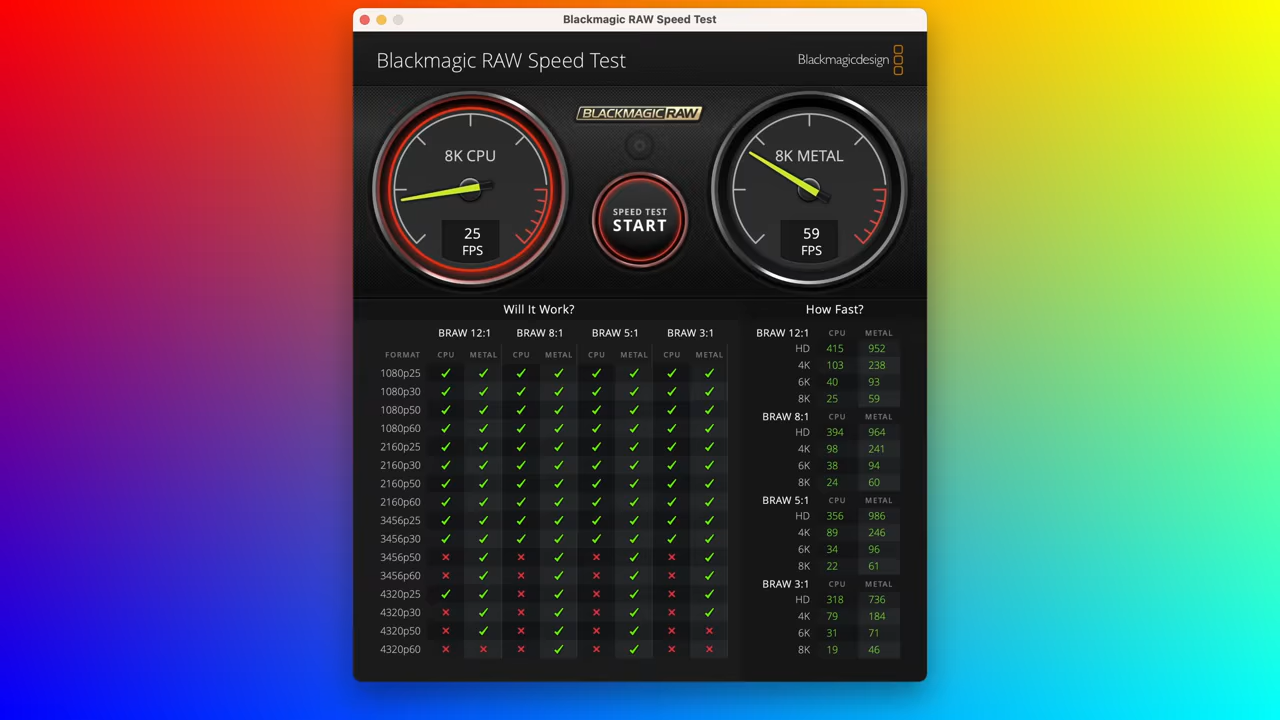 Blackmagic RAW Speed Test
Blackmagic RAW Speed Test
Blackmagicdesign
BLACKMAGIC RAW
8K CPU
25
FPS
SPEED TEST
START
8K METAL
59
FPS
Will It Work?
BRAW 12:1 BRAW 8:1 BRAW 5:1 BRAW 3:1
FORMAT CPU METAL CPU METAL CPU METAL CPU METAL
1080p25
1080p30
1080p50
1080p60
2160p25
2160p30
2160p50
2160p60
3456p25
3456p30
3456p50
3456p60
4320p25
4320p30
4320p50
4320p60
How Fast?
BRAW 12:1 CPU METAL
HD 415 952
4K 103 238
6K 40 93
8K 25 59
BRAW 8:1 CPU METAL
HD 394 964
4K 98 241
6K 38 94
8K 24 60
BRAW 5:1 CPU METAL
HD 356 986
4K 89 246
6K 34 96
8K 22 61
BRAW 3:1 CPU METAL
HD 318 736
4K 79 184
6K 31 71
8K 19 46